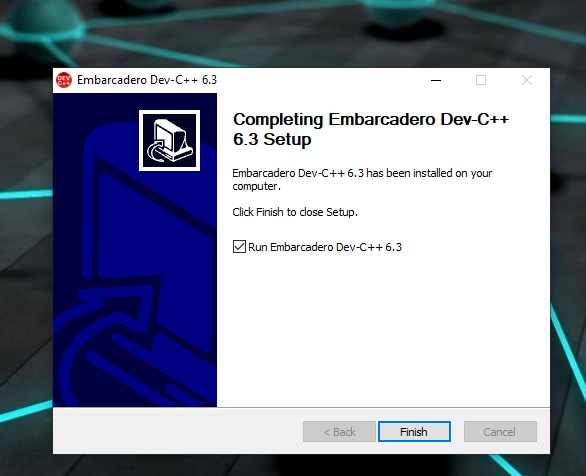 DEV C++
Embarcadero Dev-C++ 6.3
Completing Embarcadero Dev-C++
6.3 Setup
Embarcadero Dev-C++ 6.3 has been installed on your
computer.
Click Finish to close Setup.
Run Embarcadero Dev-C++ 6.3
< Back
Finish
Cancel